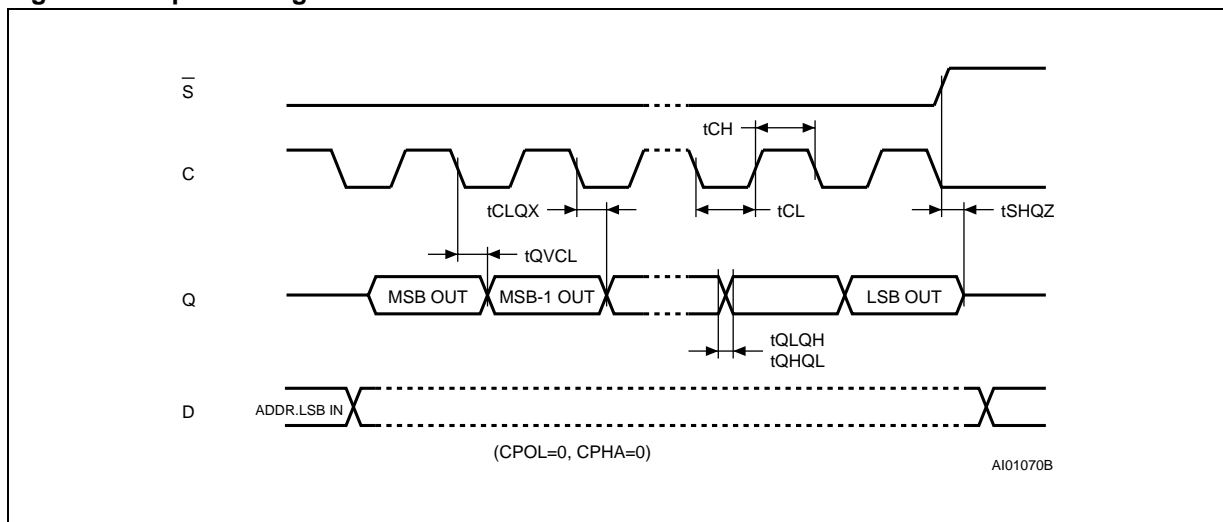 S
tCH
C
tCLQX
tCL
tSHQZ
tQVCL
Q
MSB OUT
MSB-1 OUT
LSB OUT
tQLQH
tQHQL
D
ADDR.LSB IN
(CPOL=0, CPHA=0)
AI01070B